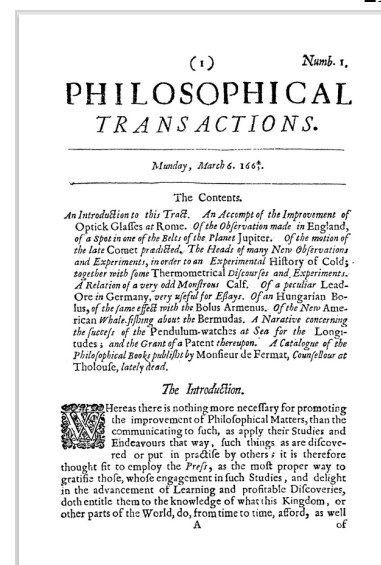 (1) Numb. 1.
PHILOSOPHICAL
TRANSACTIONS.
Munday, March 6. 166⅘.
The Contents.
An Introduction to this Tract. An Accompt of the Improvement of
Optick Glasses at Rome. Of the Observation made in England,
of a Spot in one of the Belts of the Planet Jupiter. Of the motion of
the late Comet prædicted. The Heads of many New Observations
and Experiments, in order to an Experimental History of Cold;
together with some Thermometrical Discourses and Experiments.
A Relation of a very odd Monstrous Calf. Of a peculiar Lead-
Ore in Germany, very useful for Essays. Of an Hungarian Bo-
lus, of the same effect with the Bolus Armenus. Of the New Ame-
rican Whale-fishing about the Bermudas. A Narative concerning
the success of the Pendulum-watches at Sea for the Longi-
tudes; and the Grant of a Patent thereupon. A Catalogue of the
Philosophical Books publisht by Monsieur de Fermat, Counsellour at
Tholouse, lately dead.
The Introduction.
WHereas there is nothing more necessary for promoting
the improvement of Philosophical Matters, than the
communicating to such, as apply their Studies and
Endeavours that way, such things as are discove-
red or put in practise by others; it is therefore
thought fit to employ the Press, as the most proper way to
gratifie those, whose engagement in such Studies, and delight
in the advancement of Learning and profitable Discoveries,
doth entitle them to the knowledge of what this Kingdom, or
other parts of the World, do, from time to time, afford, as well
A of